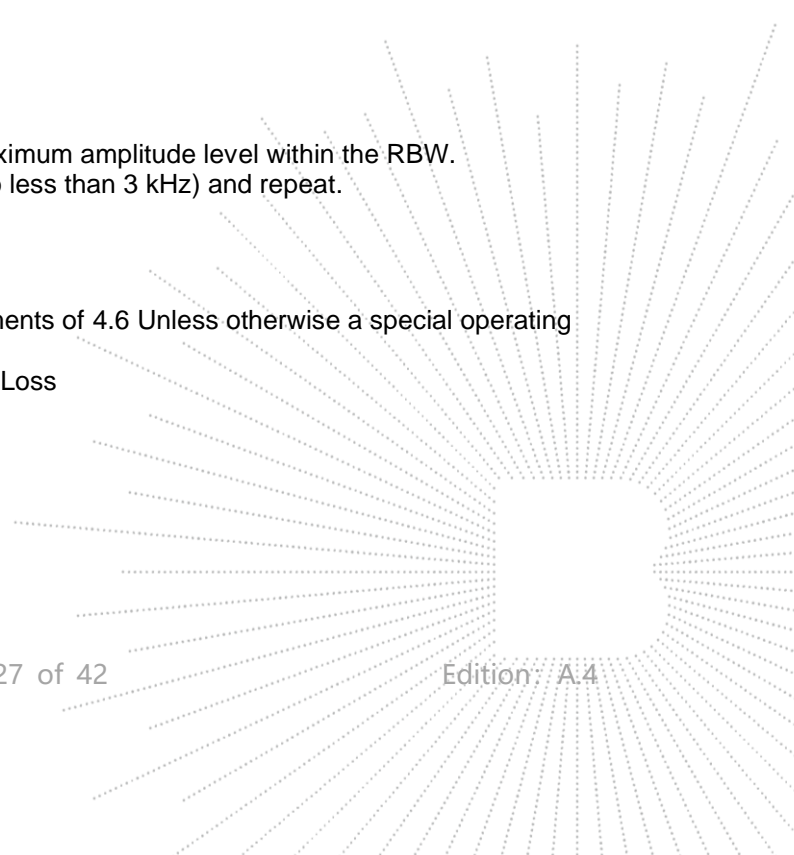 ximum amplitude level within the RBW.
less than 3 kHz) and repeat.
ents of 4.6 Unless otherwise a special operating
Loss
27 of 42 Edition: A.4